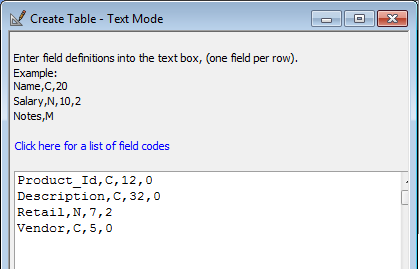 Create Table - Text Mode
Enter field definitions into the text box, (one field per row).
Example:
Name,C,20
Salary,N,10,2
Notes,M
Click here for a list of field codes
Product_Id,C,12,0
Description,C,32,0
Retail,N,7,2
Vendor,C,5,0